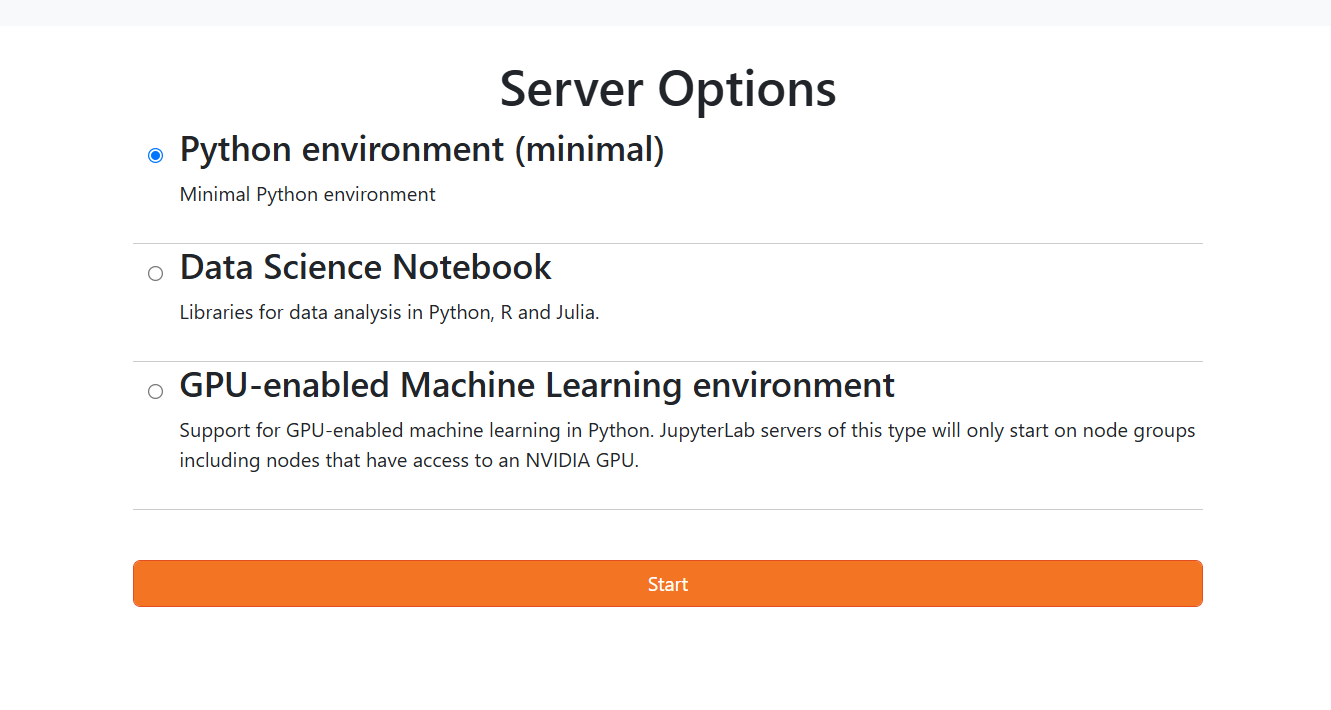 Server Options
Python environment (minimal)
Minimal Python environment
Data Science Notebook
Libraries for data analysis in Python, R and Julia.
GPU-enabled Machine Learning environment
Support for GPU-enabled machine learning in Python. JupyterLab servers of this type will only start on node groups
including nodes that have access to an NVIDIA GPU.
Start